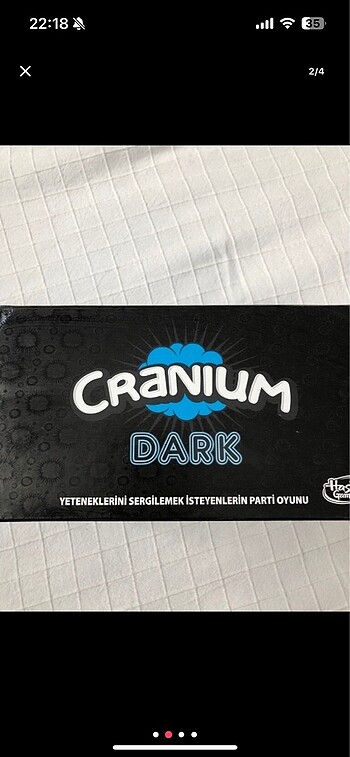 22:18
35
2/4
CRANIUM
DARK
YETENEKLERİNİ SERGİLEMEK İSTEYENLERİN PARTİ OYUNU